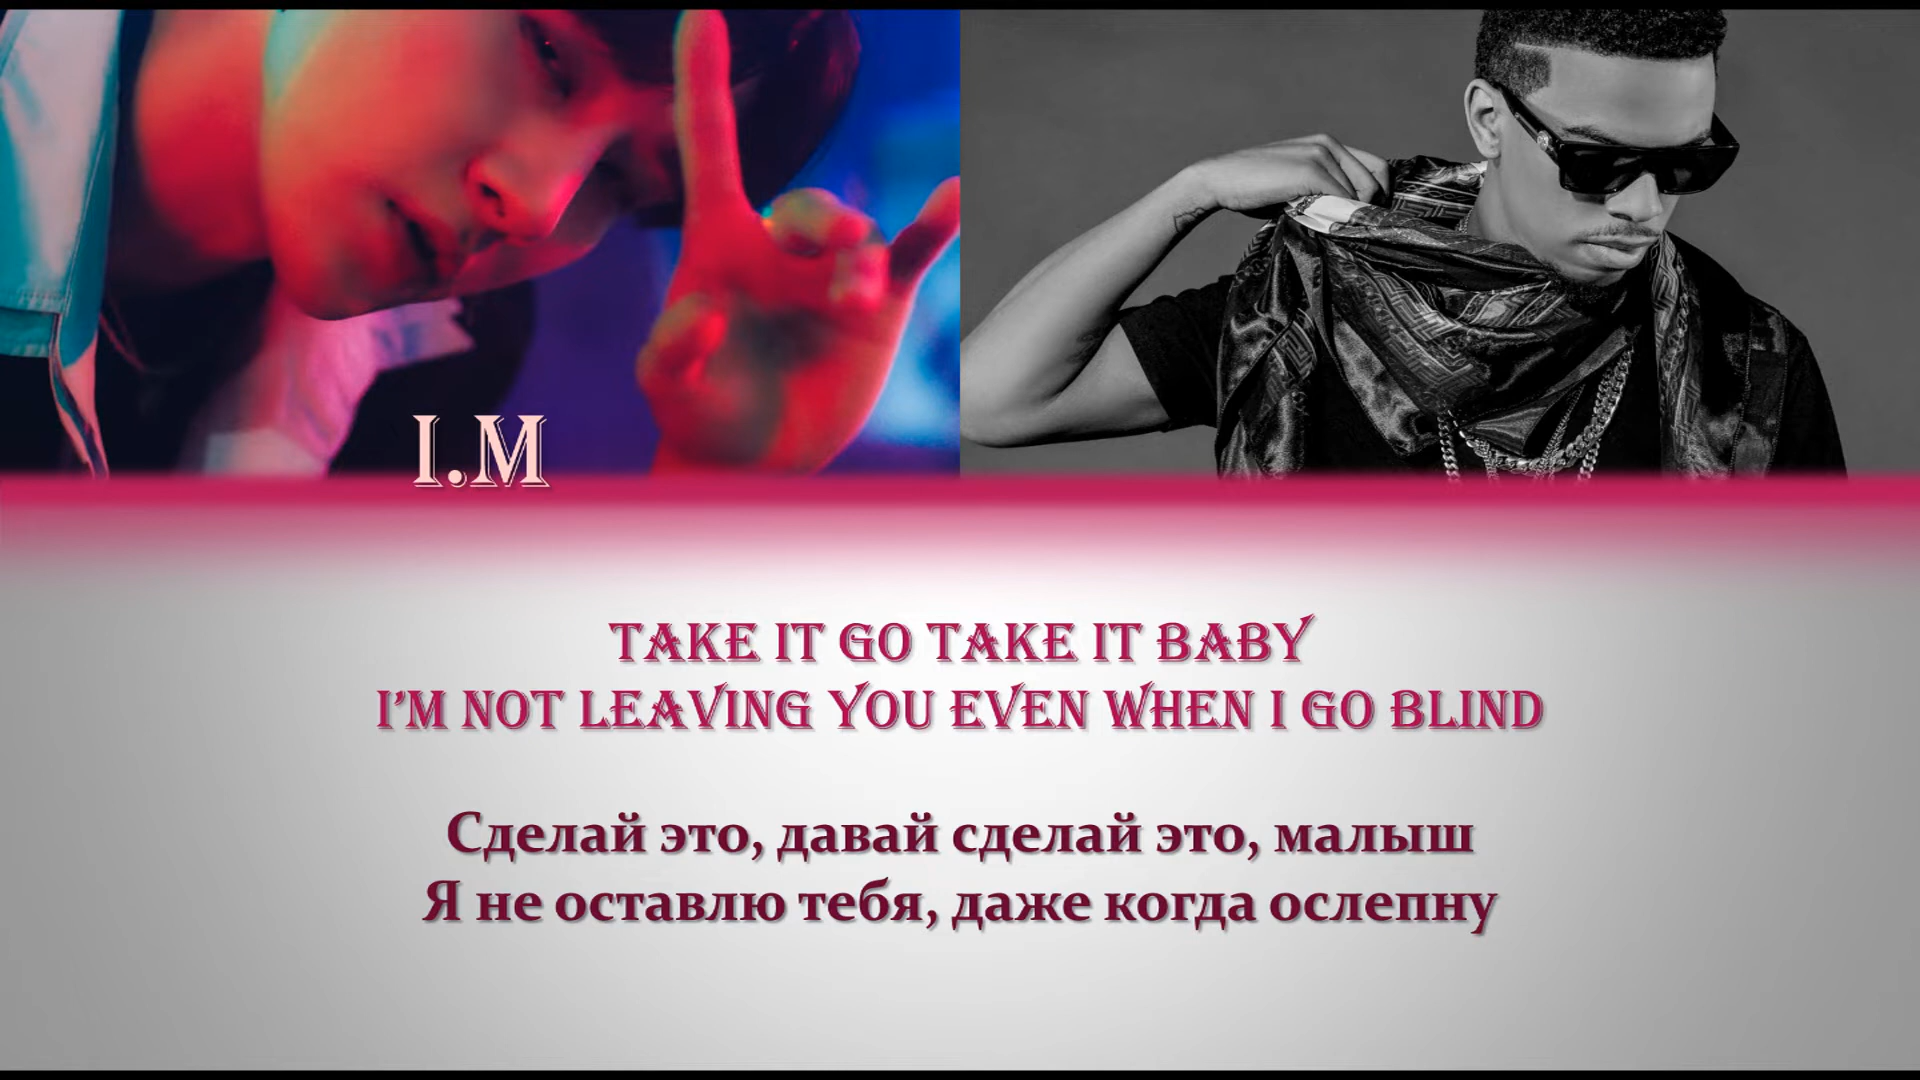 I.M
TAKE IT GO TAKE IT BABY
I'M NOT LEAVING YOU EVEN WHEN I GO BLIND
Сделай это, давай сделай это, малыш
Я не оставлю тебя, даже когда ослепну